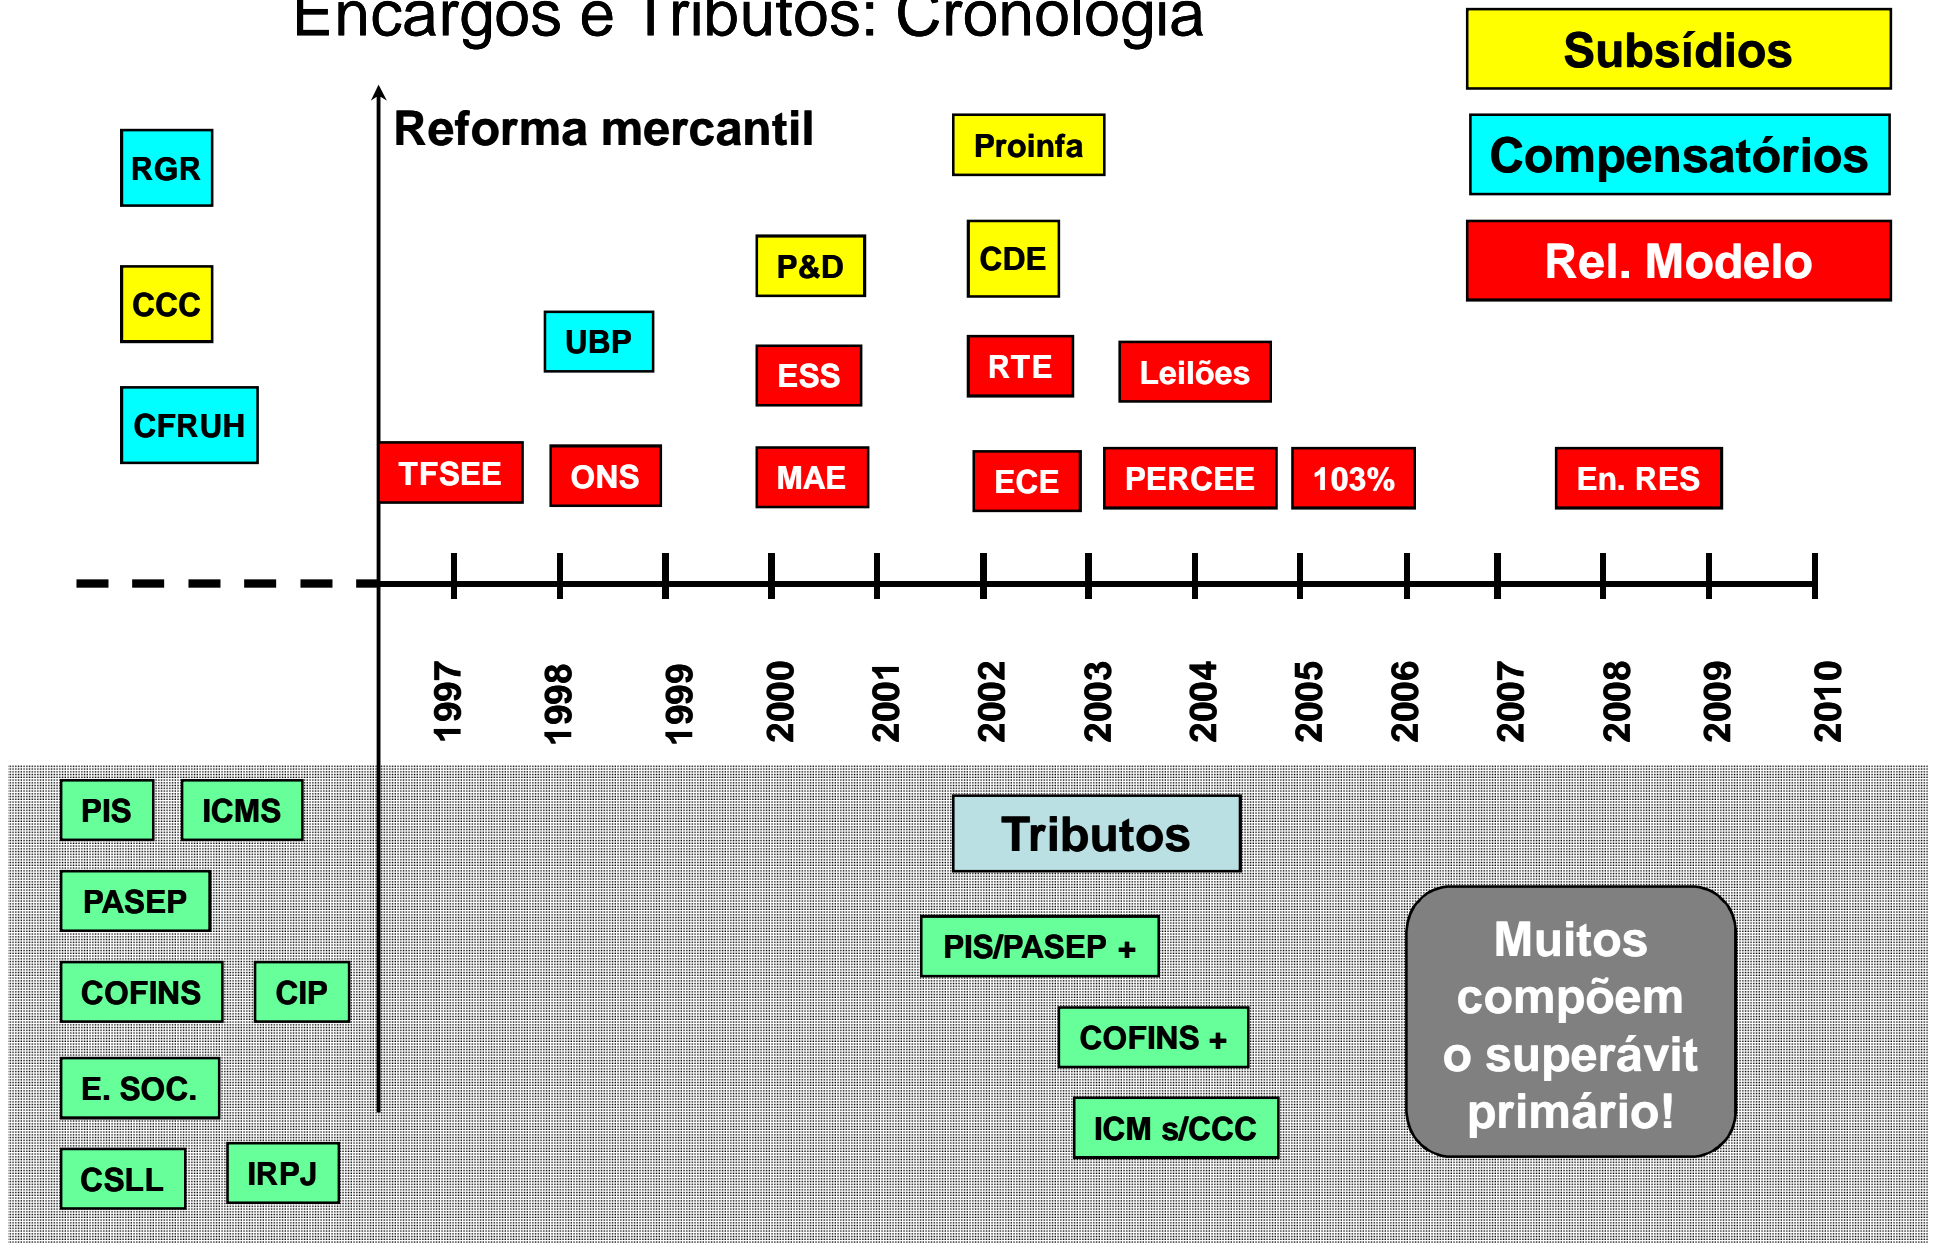 Encargos e Tributos: Cronologia
Subsídios
Compensatórios
Rel. Modelo
Reforma mercantil
RGR
CCC
CFRUH
Proinfa
P&D
CDE
UBP
ESS
RTE
Leilões
TFSEE
ONS
MAE
ECE
PERCEE
103%
En. RES
1997
1998
1999
2000
2001
2002
2003
2004
2005
2006
2007
2008
2009
2010
PIS
ICMS
PASEP
COFINS
CIP
E. SOC.
CSLL
IRPJ
Tributos
PIS/PASEP +
COFINS +
ICM s/CCC
Muitos
compõem
o superávit
primário!